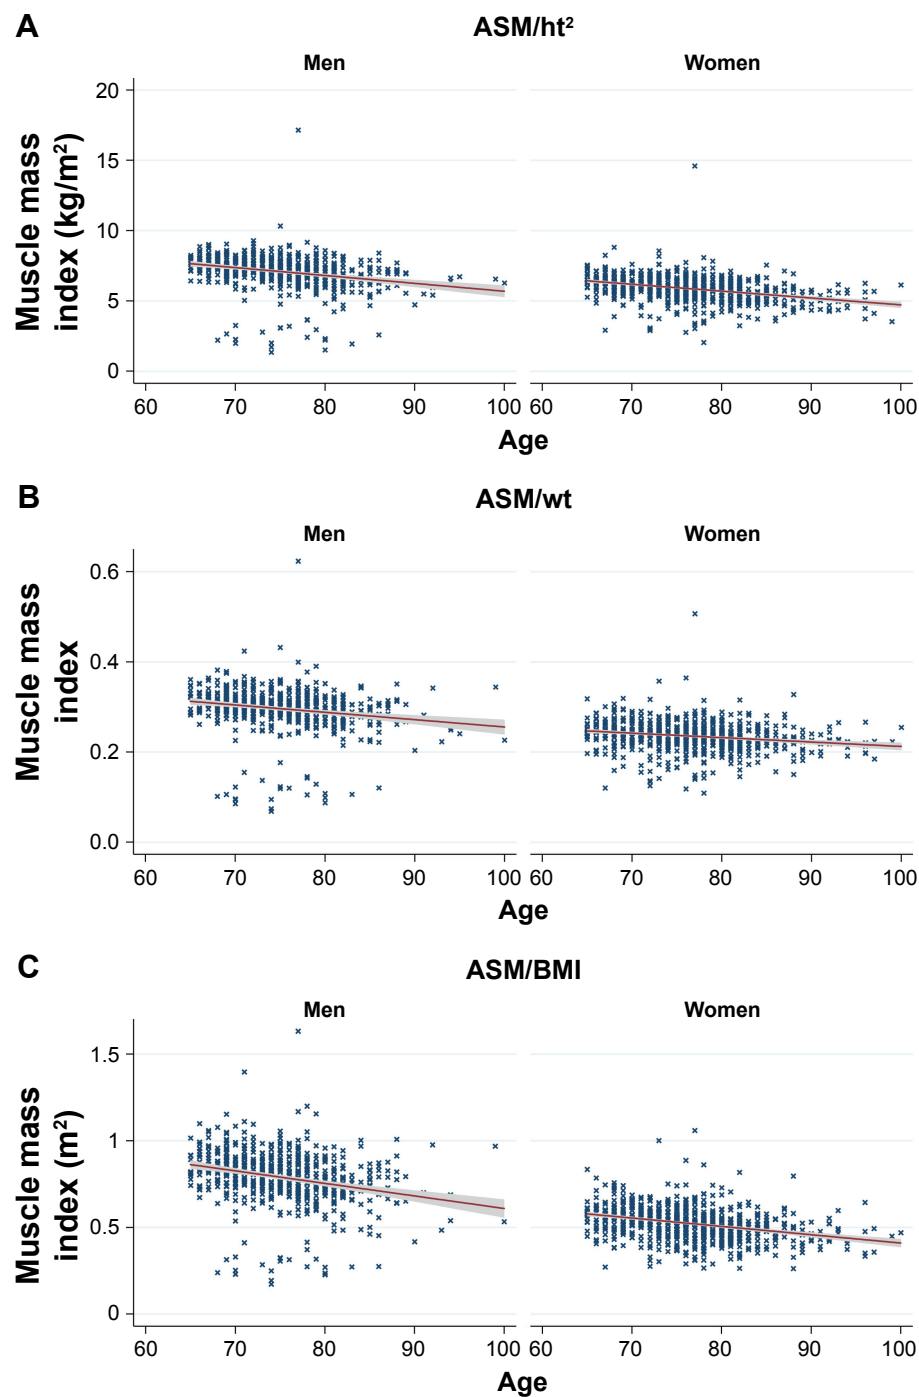 A
ASM/ht²
Men
Women
Muscle mass
index (kg/m²)
20
15
10
5
0
60 70 80 90 100
60 70 80 90 100
Age
B
ASM/wt
Men
Women
Muscle mass
index
0.6
0.4
0.2
0.0
60 70 80 90 100
60 70 80 90 100
Age
C
ASM/BMI
Men
Women
Muscle mass
index (m²)
1.5
1
0.5
0
60 70 80 90 100
60 70 80 90 100
Age